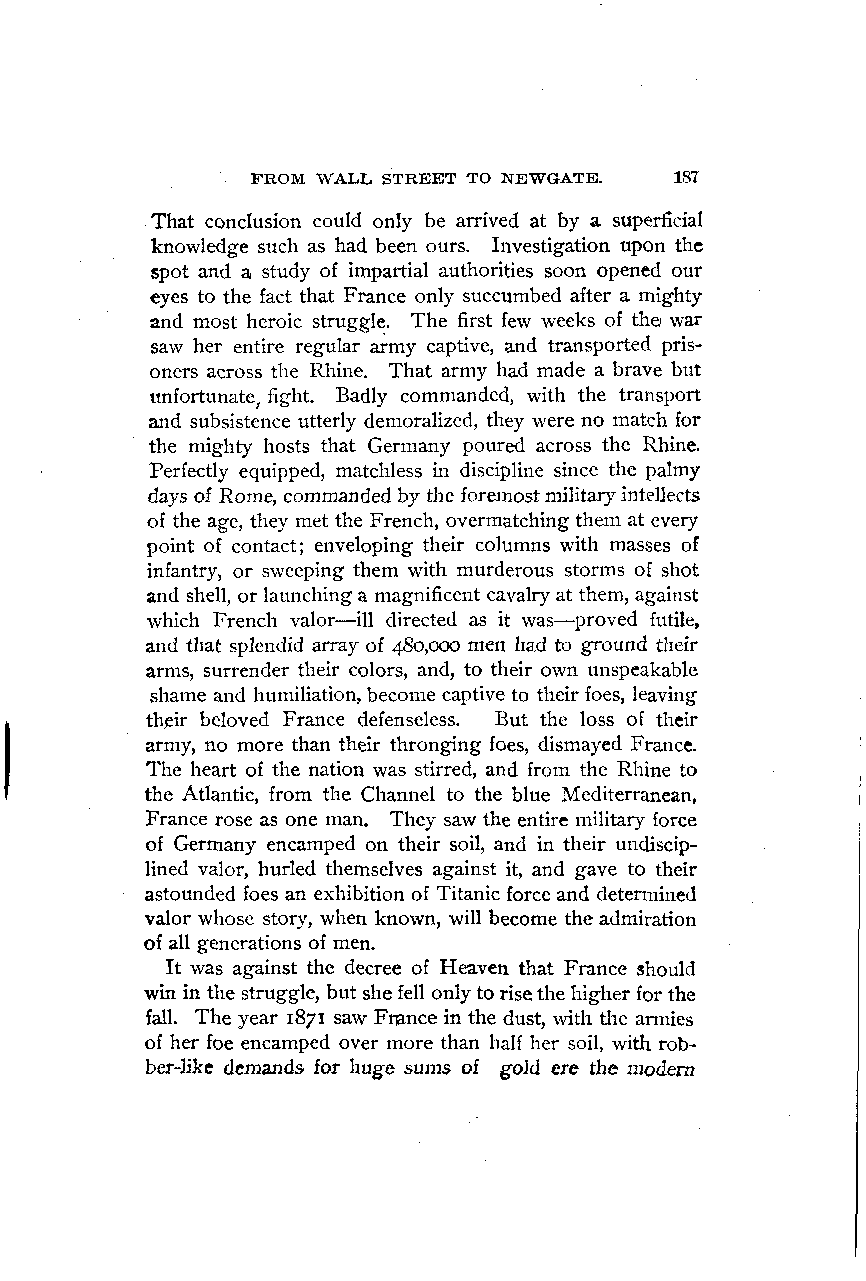 FROM WALL STREET TO NEWGATE. 187
That conclusion could only be arrived at by a superficial
knowledge such as had been ours. Investigation upon the
spot and a study of impartial authorities soon opened our
eyes to the fact that France only succumbed after a mighty
and most heroic struggle. The first few weeks of the war
saw her entire regular army captive, and transported pris-
oners across the Rhine. That army had made a brave but
unfortunate, fight. Badly commanded, with the transport
and subsistence utterly demoralized, they were no match for
the mighty hosts that Germany poured across the Rhine.
Perfectly equipped, matchless in discipline since the palmy
days of Rome, commanded by the foremost military intellects
of the age, they met the French, overmatching them at every
point of contact; enveloping their columns with masses of
infantry, or sweeping them with murderous storms of shot
and shell, or launching a magnificent cavalry at them, against
which French valor—ill directed as it was—proved futile,
and that splendid array of 480,000 men had to ground their
arms, surrender their colors, and, to their own unspeakable
shame and humiliation, become captive to their foes, leaving
their beloved France defenseless. But the loss of their
army, no more than their thronging foes, dismayed France.
The heart of the nation was stirred, and from the Rhine to
the Atlantic, from the Channel to the blue Mediterranean,
France rose as one man. They saw the entire military force
of Germany encamped on their soil, and in their undiscip-
lined valor, hurled themselves against it, and gave to their
astounded foes an exhibition of Titanic force and determined
valor whose story, when known, will become the admiration
of all generations of men.
It was against the decree of Heaven that France should
win in the struggle, but she fell only to rise the higher for the
fall. The year 1871 saw France in the dust, with the armies
of her foe encamped over more than half her soil, with rob-
ber-like demands for huge sums of gold ere the modern